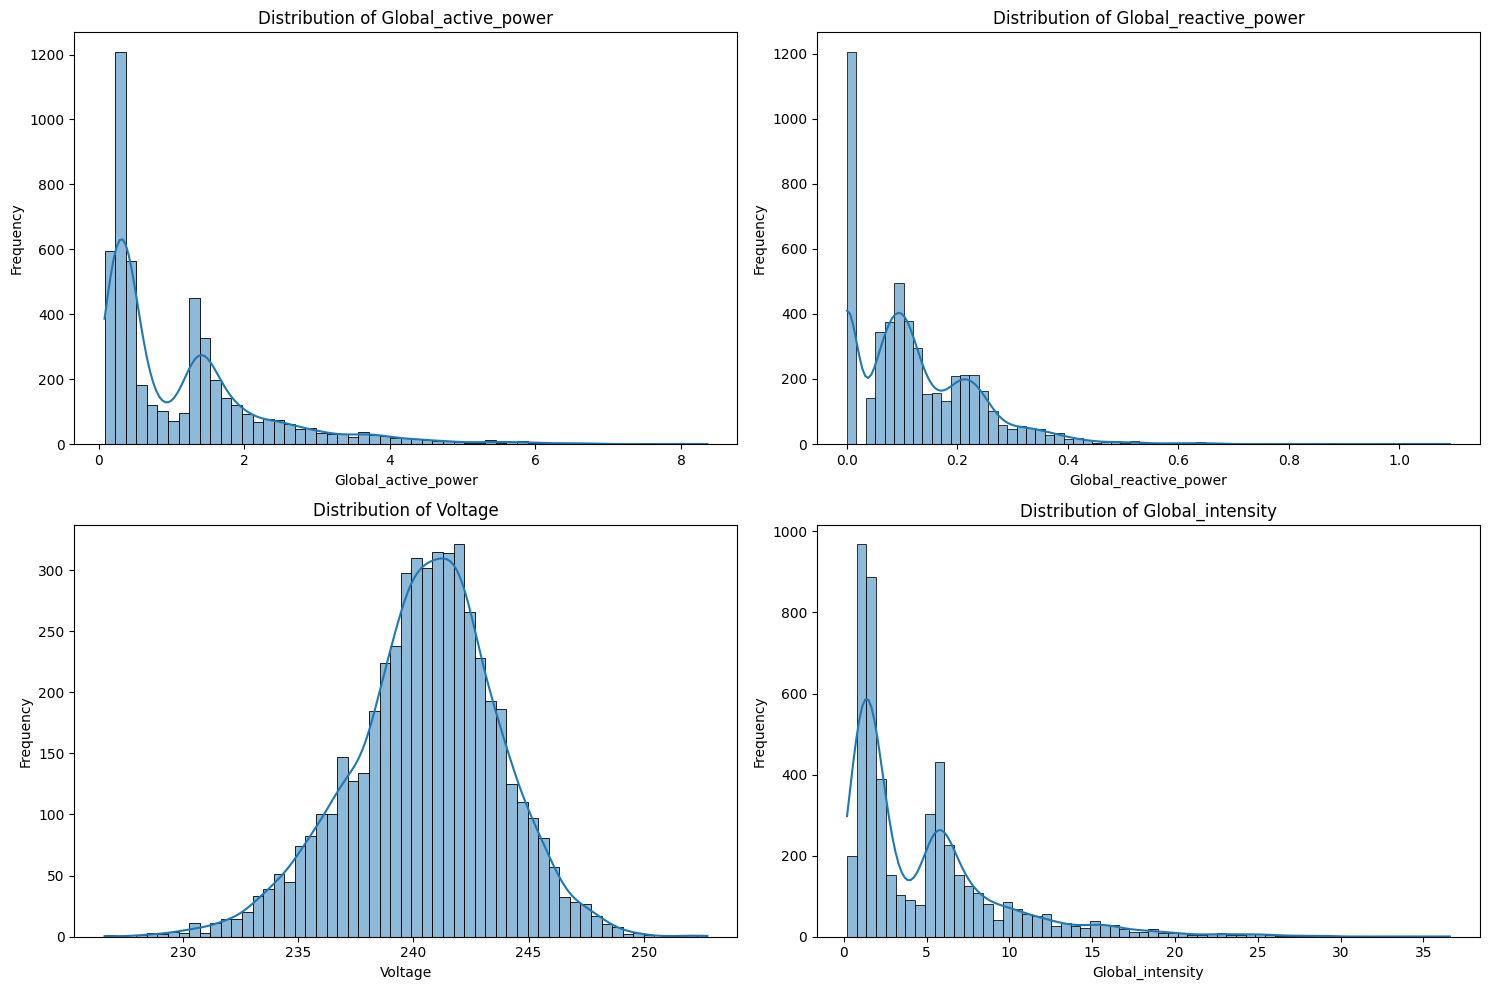 Distribution of Global_active_power
Frequency
1200
1000
800
600
400
200
0
0 2 4 6 8
Global_active_power
Distribution of Global_reactive_power
Frequency
1200
1000
800
600
400
200
0
0.0 0.2 0.4 0.6 0.8 1.0
Global_reactive_power
Distribution of Voltage
Frequency
300
250
200
150
100
50
0
230 235 240 245 250
Voltage
Distribution of Global_intensity
Frequency
1000
800
600
400
200
0
0 5 10 15 20 25 30 35
Global_intensity